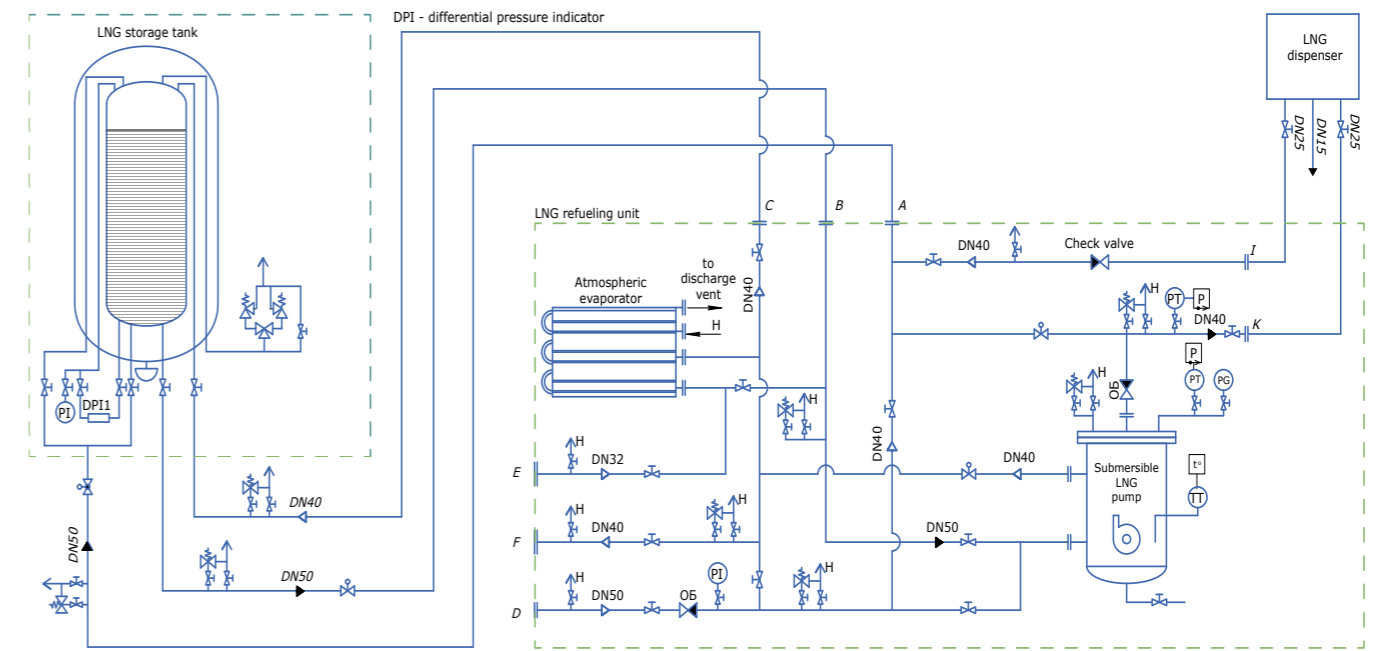 DPI - differential pressure indicator
LNG storage tank
LNG
dispenser
DN25
DN15
DN25
C
B
A
LNG refueling unit
DN40
Check valve
I
to
discharge
vent
Atmospheric
evaporator
DN40
H
H
PT
P
DN40
K
P
PT
PG
H
ОБ
PI
DPI1
H
DN40
E
H
DN32
DN40
Submersible
LNG
pump
t°
TT
DN40
H
F
H
DN40
DN50
DN50
DN50
PI
H
D
H
DN50
ОБ